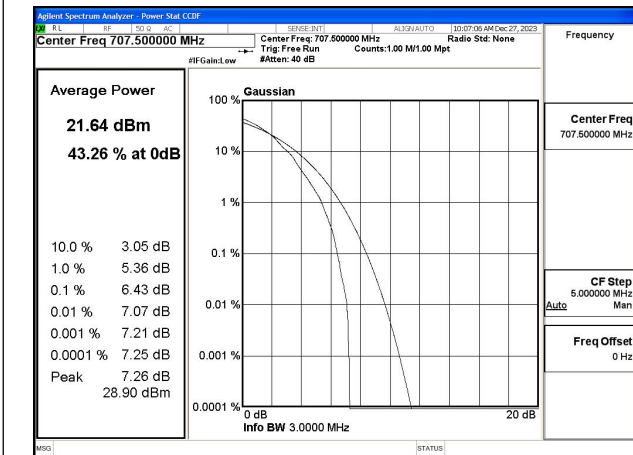 Agilent Spectrum Analyzer - Power Stat CCDF
RL RF 50 Ω AC SENSE:INT ALIGN AUTO 10:07:06 AM Dec 27, 2023
Center Freq 707.500000 MHz
Center Freq: 707.500000 MHz Radio Std: None
Trig: Free Run Counts:1.00 M/1.00 Mpt
#IFGain:Low #Atten: 40 dB
Average Power
21.64 dBm
43.26 % at 0dB
10.0 % 3.05 dB
1.0 % 5.36 dB
0.1 % 6.43 dB
0.01 % 7.07 dB
0.001 % 7.21 dB
0.0001 % 7.25 dB
Peak 7.26 dB
28.90 dBm
Gaussian
100 %
10 %
1 %
0.1 %
0.01 %
0.001 %
0.0001 %
0 dB 20 dB
Info BW 3.0000 MHz
Frequency
Center Freq
707.500000 MHz
CF Step
5.000000 MHz
Auto Man
Freq Offset
0 Hz
MSG STATUS